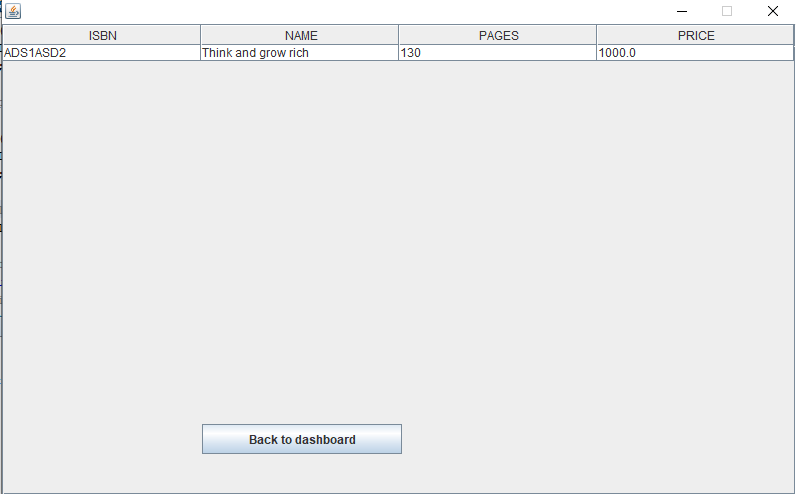 ISBN NAME PAGES PRICE
ADS1ASD2 Think and grow rich 130 1000.0
Back to dashboard